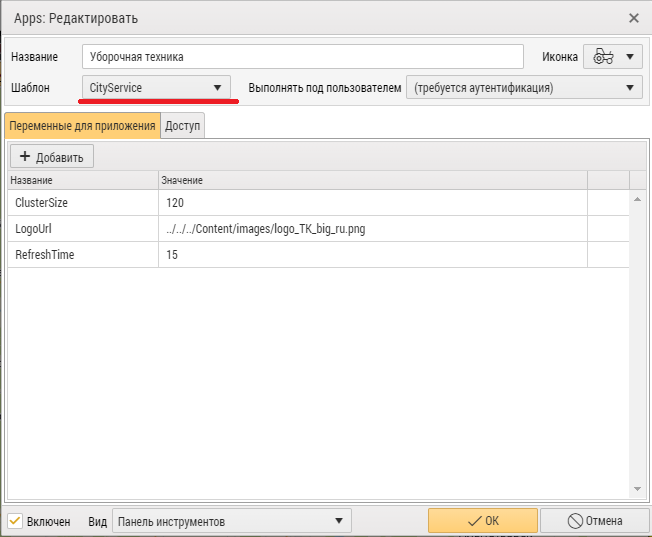 Apps: Редактировать
Название Уборочная техника Иконка
Шаблон CityService Выполнять под пользователем (требуется аутентификация)
Переменные для приложения Доступ
Добавить
Название Значение
ClusterSize 120
LogoUrl ../../../Content/images/logo_TK_big_ru.png
RefreshTime 15
Включен Вид Панель инструментов OK Отмена